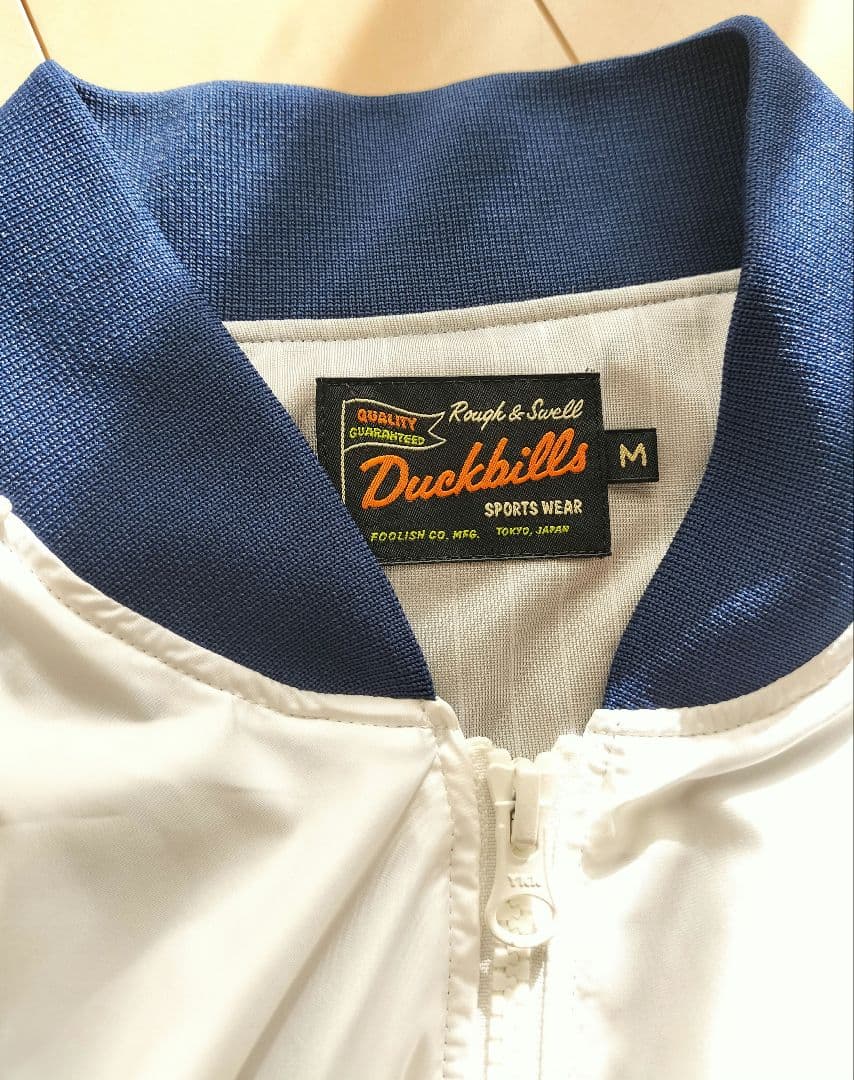 QUALITY
GUARANTEED
Rough & Swell
Duckbills
SPORTS WEAR
FOOLISH CO. MFG. TOKYO, JAPAN
M
YKK